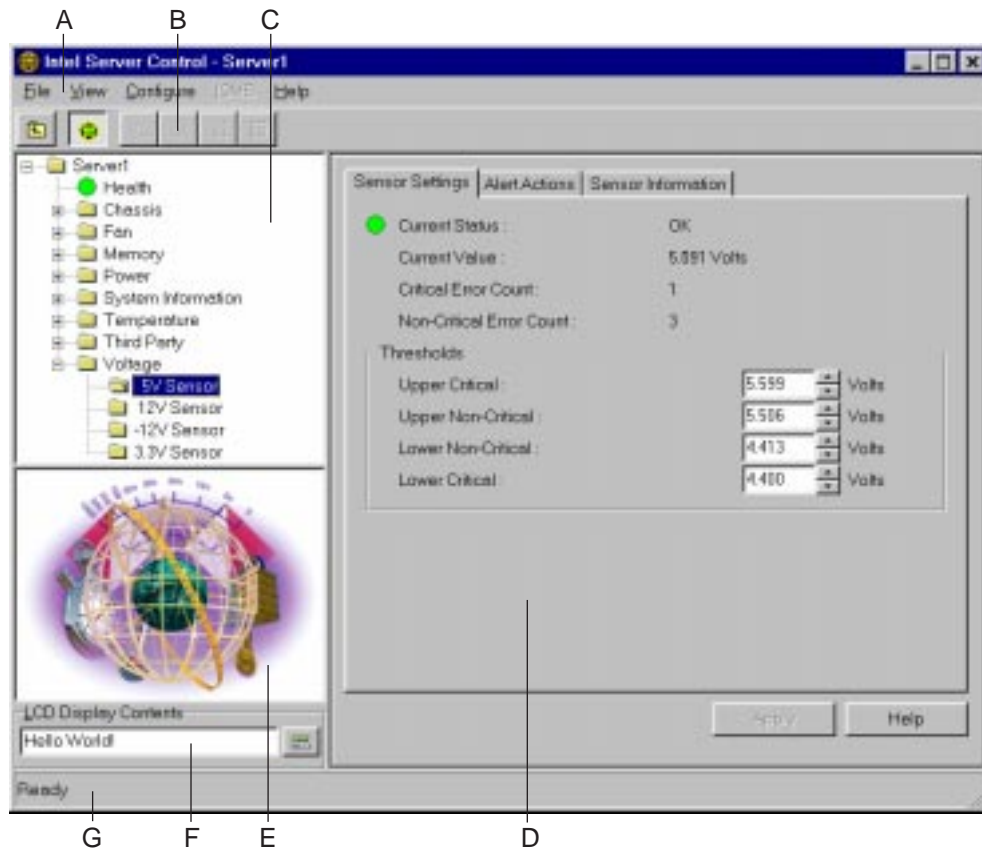 A B C
Intel Server Control - Server1
File View Configure Help
Server1
Health
Chassis
Fan
Memory
Power
System Information
Temperature
Third Party
Voltage
5V Sensor
12V Sensor
-12V Sensor
3.3V Sensor
LCD Display Contents
Hello World!
Ready
Sensor Settings Alert Actions Sensor Information
Current Status : OK
Current Value : 5.091 Volts
Critical Error Count : 1
Non-Critical Error Count : 3
Thresholds
Upper Critical : 5.599 Volts
Upper Non-Critical : 5.506 Volts
Lower Non-Critical : 4.413 Volts
Lower Critical : 4.400 Volts
Apply Help
G F E D